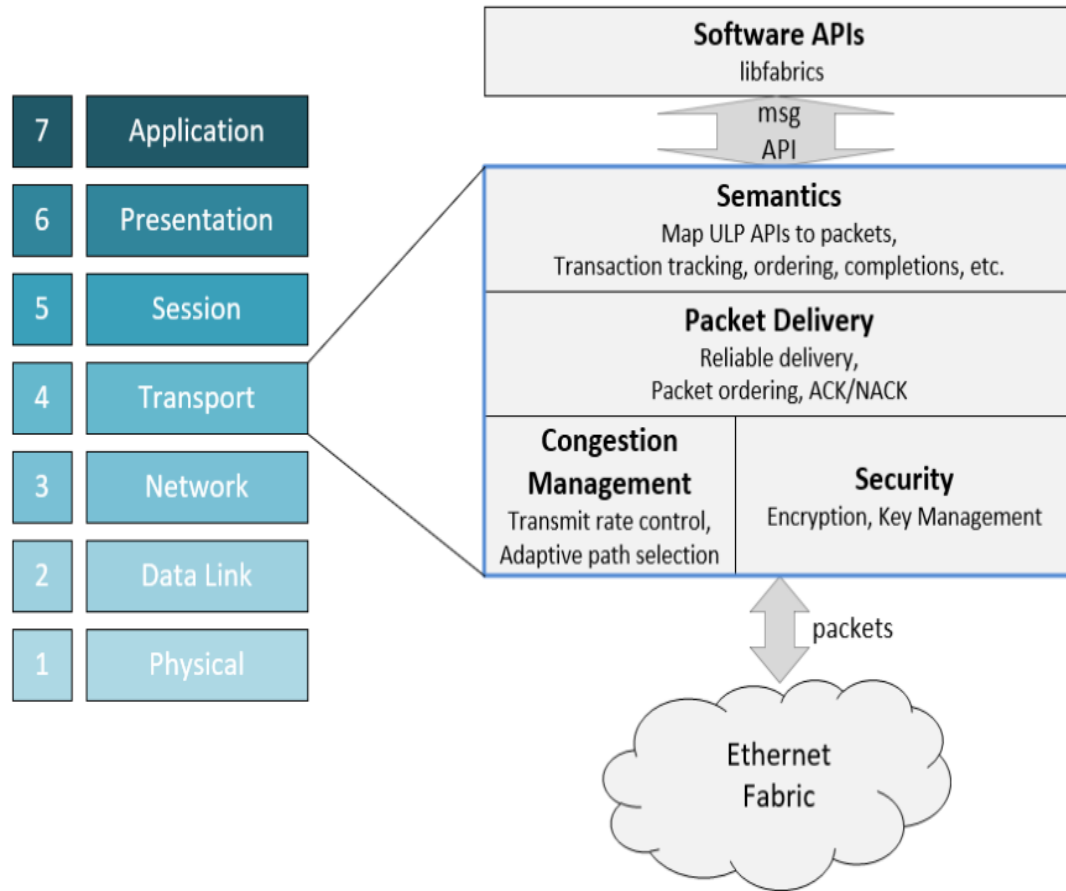 7 Application
6 Presentation
5 Session
4 Transport
3 Network
2 Data Link
1 Physical
Software APIs
libfabrics
msg
API
Semantics
Map ULP APIs to packets,
Transaction tracking, ordering, completions, etc.
Packet Delivery
Reliable delivery,
Packet ordering, ACK/NACK
Congestion
Management
Transmit rate control,
Adaptive path selection
Security
Encryption, Key Management
packets
Ethernet
Fabric